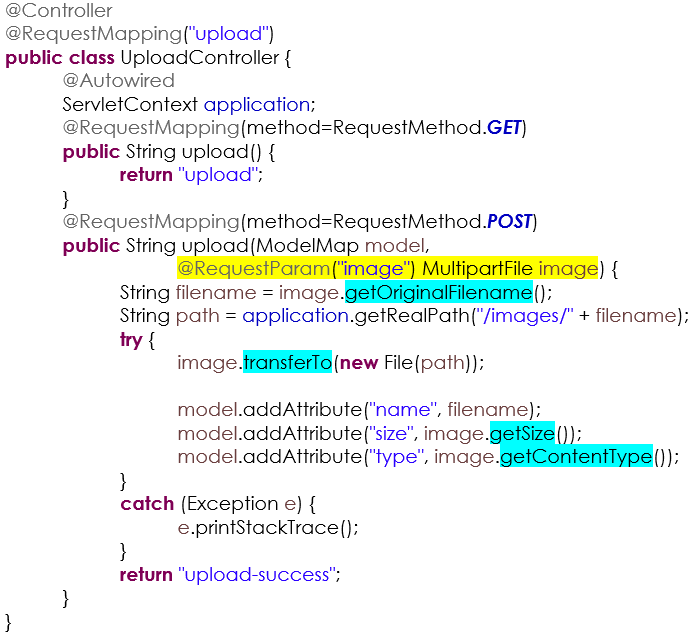 @Controller
@RequestMapping("upload")
public class UploadController {
@Autowired
ServletContext application;
@RequestMapping(method=RequestMethod.GET)
public String upload() {
return "upload";
}
@RequestMapping(method=RequestMethod.POST)
public String upload(ModelMap model,
@RequestParam("image") MultipartFile image) {
String filename = image.getOriginalFilename();
String path = application.getRealPath("/images/" + filename);
try {
image.transferTo(new File(path));
model.addAttribute("name", filename);
model.addAttribute("size", image.getSize());
model.addAttribute("type", image.getContentType());
}
catch (Exception e) {
e.printStackTrace();
}
return "upload-success";
}
}